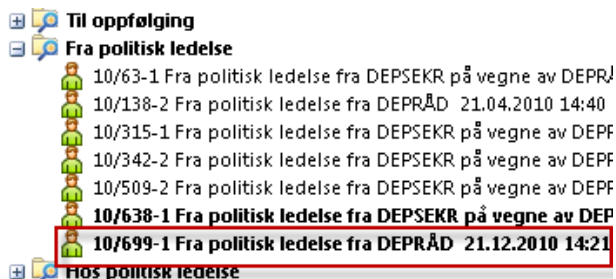 Til oppfølging
Fra politisk ledelse
10/63-1 Fra politisk ledelse fra DEPSEKR på vegne av
10/138-2 Fra politisk ledelse fra DEPRÅD 21.04.2010 14:40
10/315-1 Fra politisk ledelse fra DEPSEKR på vegne av
10/342-2 Fra politisk ledelse fra DEPSEKR på vegne av
10/509-2 Fra politisk ledelse fra DEPSEKR på vegne av
10/638-1 Fra politisk ledelse fra DEPSEKR på vegne av
10/699-1 Fra politisk ledelse fra DEPRÅD 21.12.2010 14:21
Hos politisk ledelse